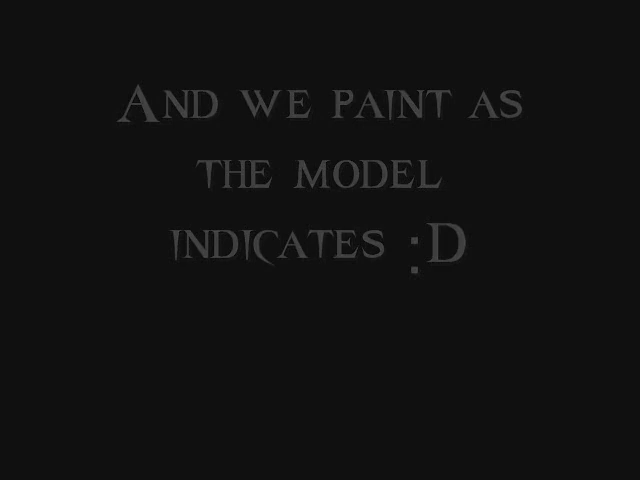 And we paint as
the model
indicates :D